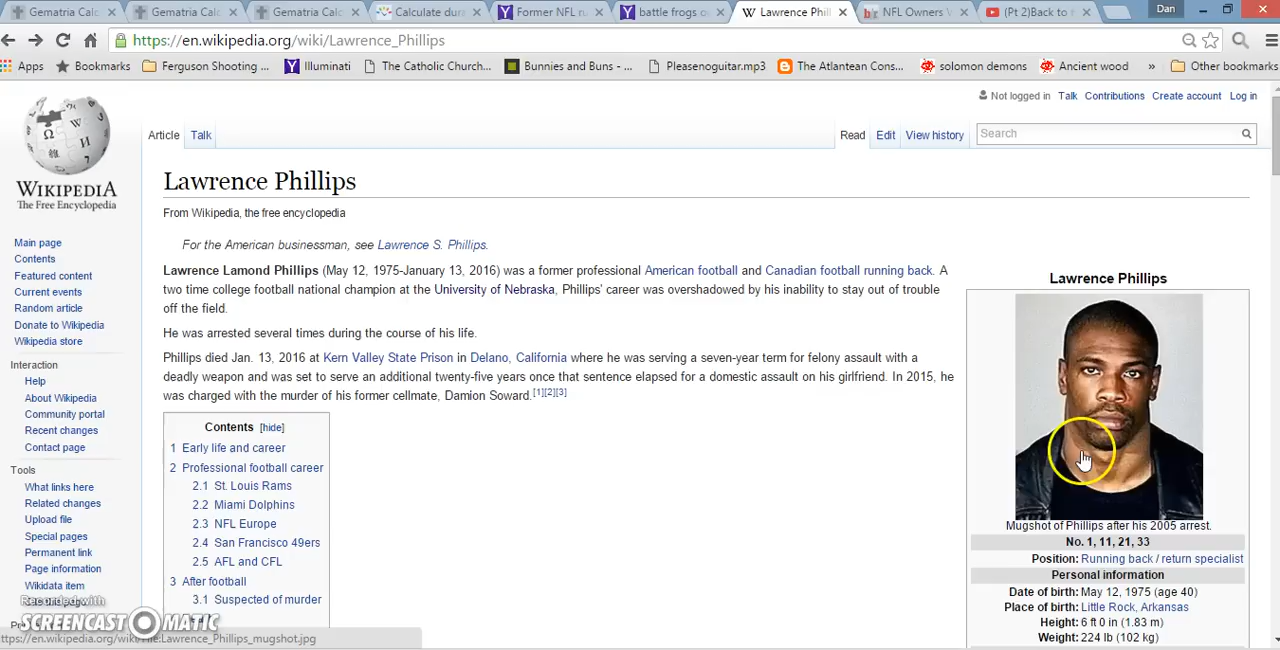 Gematria Calc
Gematria Calc
Gematria Calc
Calculate dura
Former NFL ru
battle frogs o
Lawrence Phill
NFL Owners V
(Pt 2)Back to
Dan
https://en.wikipedia.org/wiki/Lawrence_Phillips
Apps Bookmarks Ferguson Shooting ... Illuminati The Catholic Church... Bunnies and Buns - ... Pleasenoguitar.mp3 The Atlantean Cons... solomon demons Ancient wood » Other bookmarks
Not logged in Talk Contributions Create account Log in
Article Talk Read Edit View history Search
WIKIPEDIA
The Free Encyclopedia
Main page
Contents
Featured content
Current events
Random article
Donate to Wikipedia
Wikipedia store
Interaction
Help
About Wikipedia
Community portal
Recent changes
Contact page
Tools
What links here
Related changes
Upload file
Special pages
Permanent link
Page information
Wikidata item
Lawrence Phillips
From Wikipedia, the free encyclopedia
For the American businessman, see Lawrence S. Phillips.
Lawrence Lamond Phillips (May 12, 1975-January 13, 2016) was a former professional American football and Canadian football running back. A
two time college football national champion at the University of Nebraska, Phillips' career was overshadowed by his inability to stay out of trouble
off the field.
He was arrested several times during the course of his life.
Phillips died Jan. 13, 2016 at Kern Valley State Prison in Delano, California where he was serving a seven-year term for felony assault with a
deadly weapon and was set to serve an additional twenty-five years once that sentence elapsed for a domestic assault on his girlfriend. In 2015, he
was charged with the murder of his former cellmate, Damion Soward.[1][2][3]
Contents [hide]
1 Early life and career
2 Professional football career
2.1 St. Louis Rams
2.2 Miami Dolphins
2.3 NFL Europe
2.4 San Francisco 49ers
2.5 AFL and CFL
3 After football
3.1 Suspected of murder
Lawrence Phillips
Mugshot of Phillips after his 2005 arrest.
No. 1, 11, 21, 33
Position: Running back / return specialist
Personal information
Date of birth: May 12, 1975 (age 40)
Place of birth: Little Rock, Arkansas
Height: 6 ft 0 in (1.83 m)
Weight: 224 lb (102 kg)
Recorded with
SCREENCAST-O-MATIC